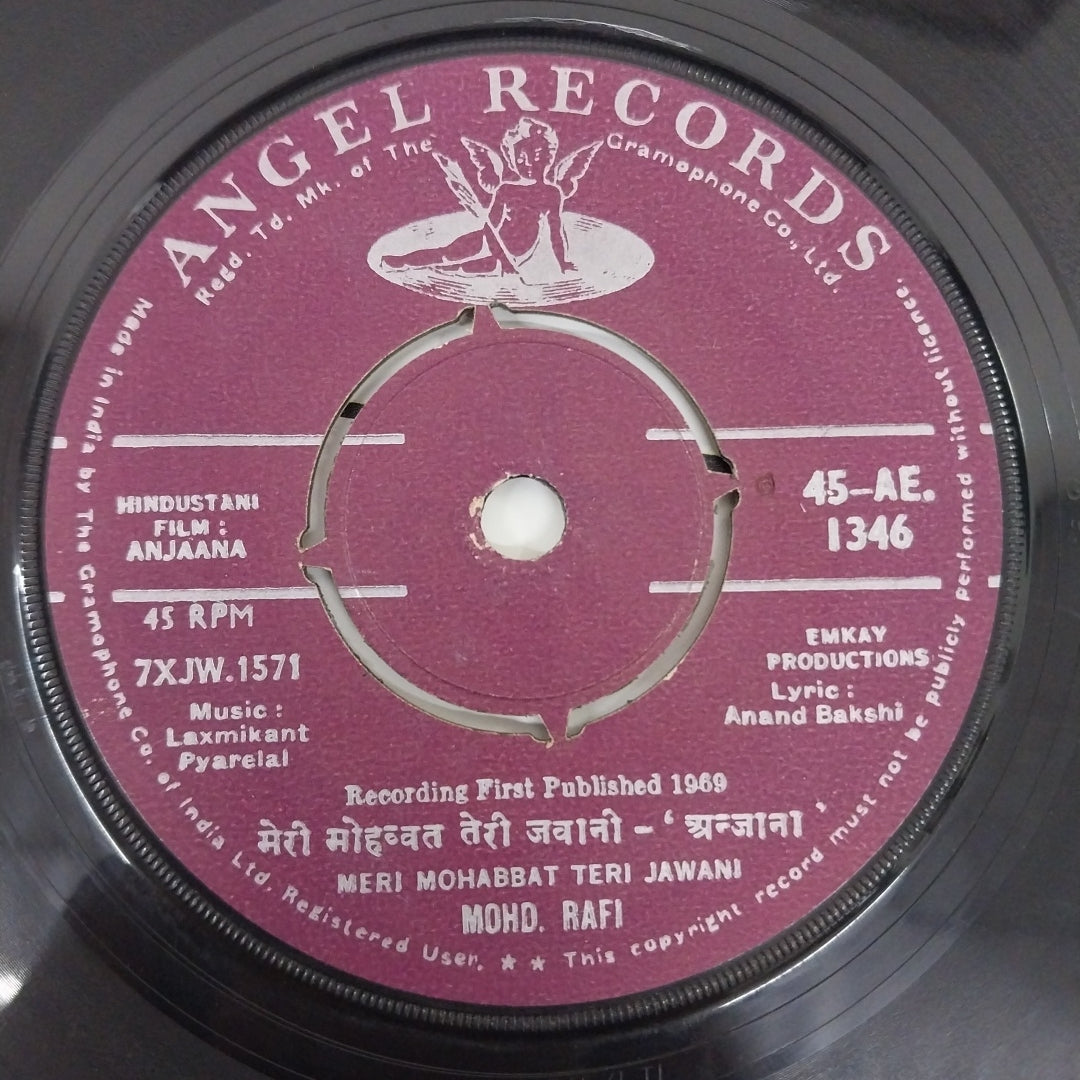 ANGEL RECORDS
Regd. Td. Mk. of The Gramophone Co., Ltd.
HINDUSTANI
FILM :
ANJAANA
45-AE.
1346
45 RPM
7XJW.1571
Music :
Laxmikant
Pyarelal
EMKAY
PRODUCTIONS
Lyric :
Anand Bakshi
Recording First Published 1969
मेरी मोहब्बत तेरी जवानी - ‘ अन्जाना ’
MERI MOHABBAT TERI JAWANI
MOHD. RAFI
Made in India by The Gramophone Co. of India Ltd. Registered User. ★ ★ This copyright record must not be publicly performed without licence.